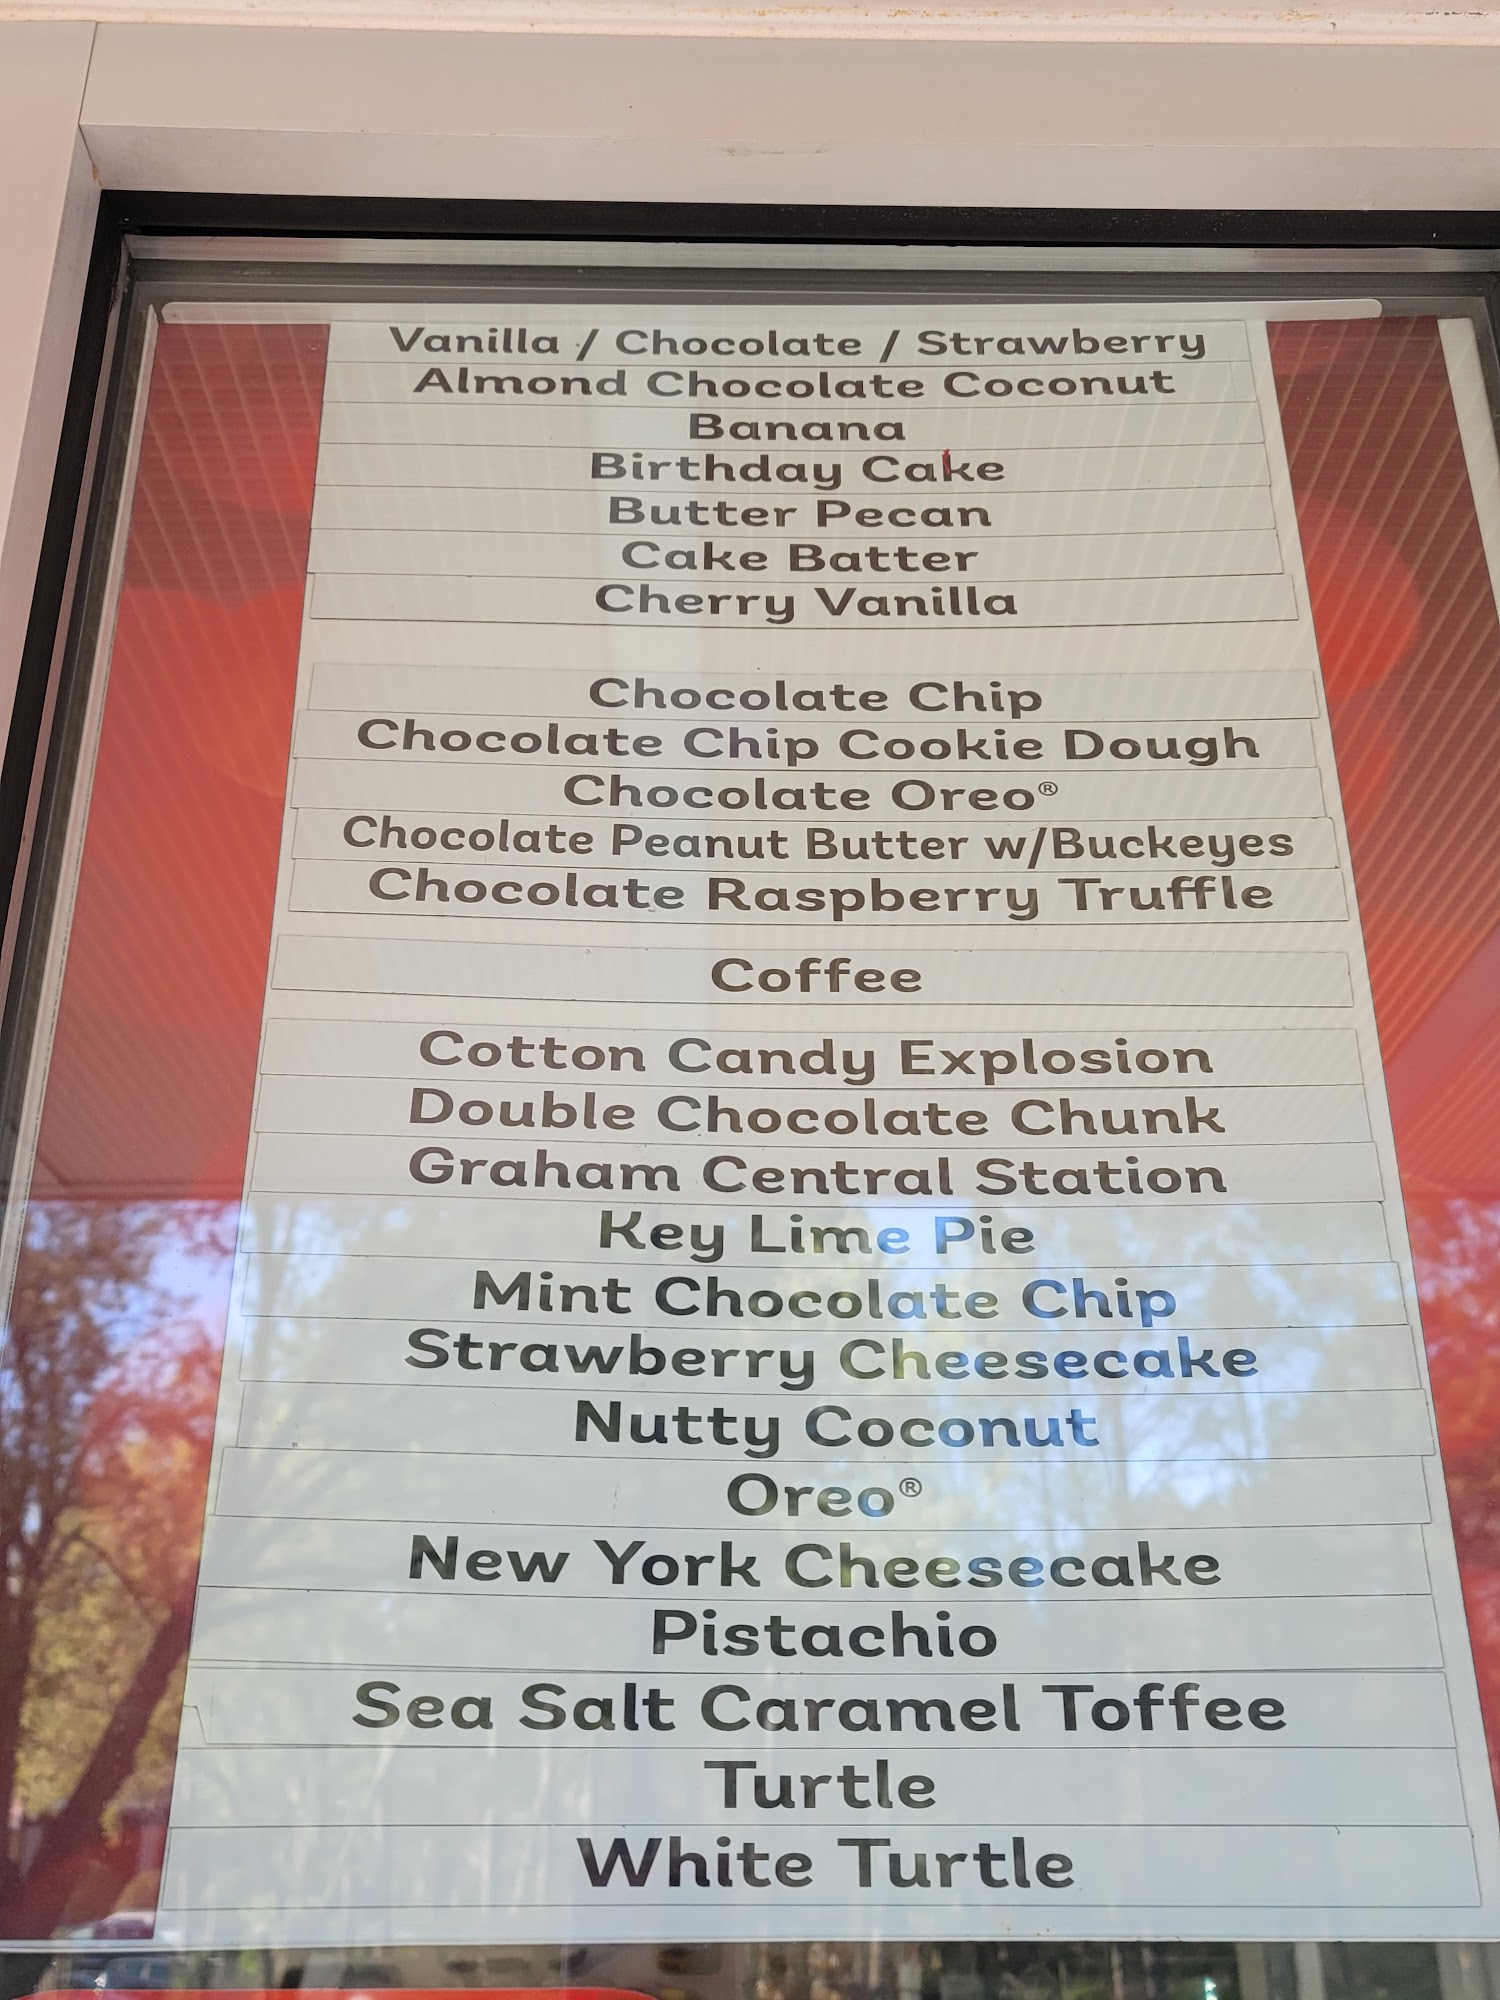 Vanilla / Chocolate / Strawberry
Almond Chocolate Coconut
Banana
Birthday Cake
Butter Pecan
Cake Batter
Cherry Vanilla
Chocolate Chip
Chocolate Chip Cookie Dough
Chocolate Oreo®
Chocolate Peanut Butter w/Buckeyes
Chocolate Raspberry Truffle
Coffee
Cotton Candy Explosion
Double Chocolate Chunk
Graham Central Station
Key Lime Pie
Mint Chocolate Chip
Strawberry Cheesecake
Nutty Coconut
Oreo®
New York Cheesecake
Pistachio
Sea Salt Caramel Toffee
Turtle
White Turtle